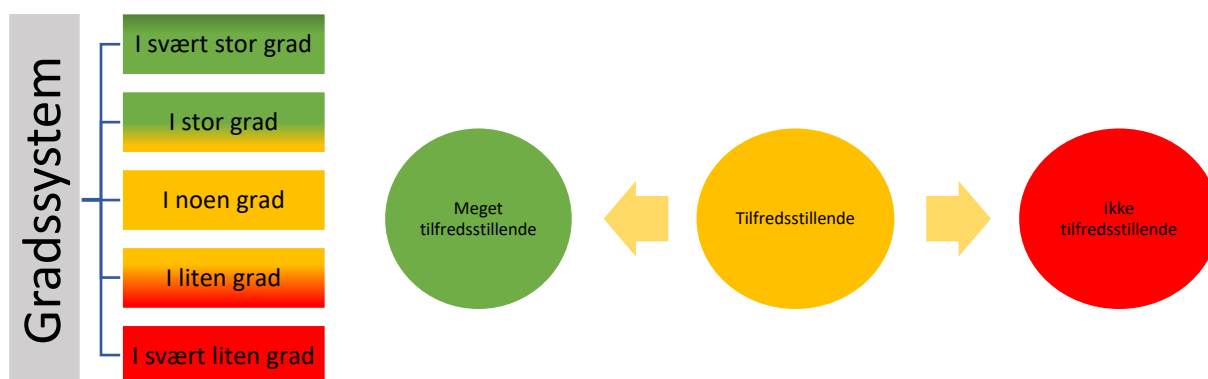 Gradssystem
I svært stor grad
I stor grad
I noen grad
I liten grad
I svært liten grad
Meget
tilfredsstillende
Tilfredsstillende
Ikke
tilfredsstillende